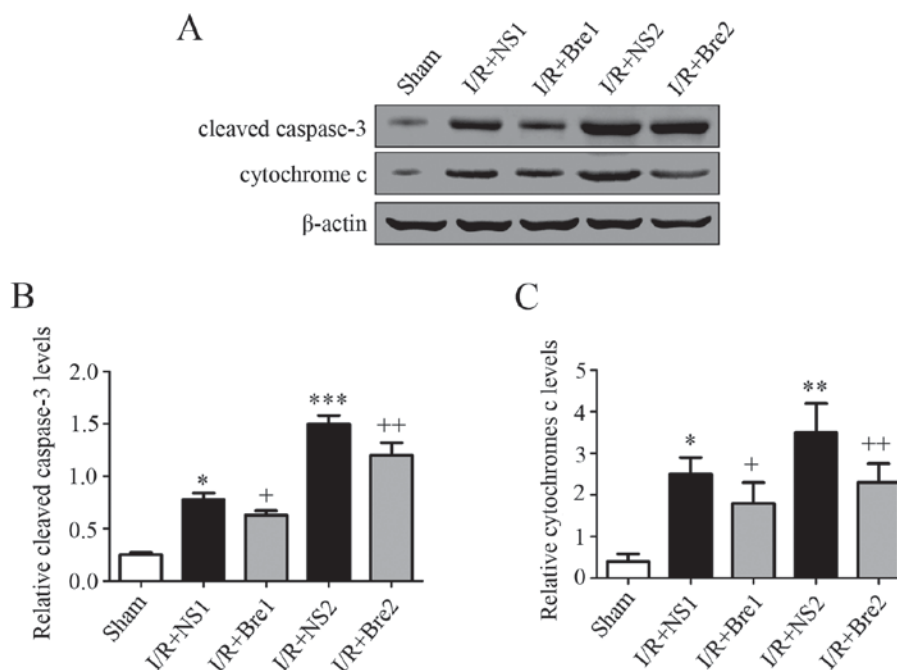 A
Sham
I/R+NS1
I/R+Bre1
I/R+NS2
I/R+Bre2
cleaved caspase-3
cytochrome c
β-actin
B
Relative cleaved caspase-3 levels
2.0
1.5
1.0
0.5
0.0
*
+
***
++
Sham
I/R+NS1
I/R+Bre1
I/R+NS2
I/R+Bre2
C
Relative cytochromes c levels
5
4
3
2
1
0
*
+
**
++
Sham
I/R+NS1
I/R+Bre1
I/R+NS2
I/R+Bre2